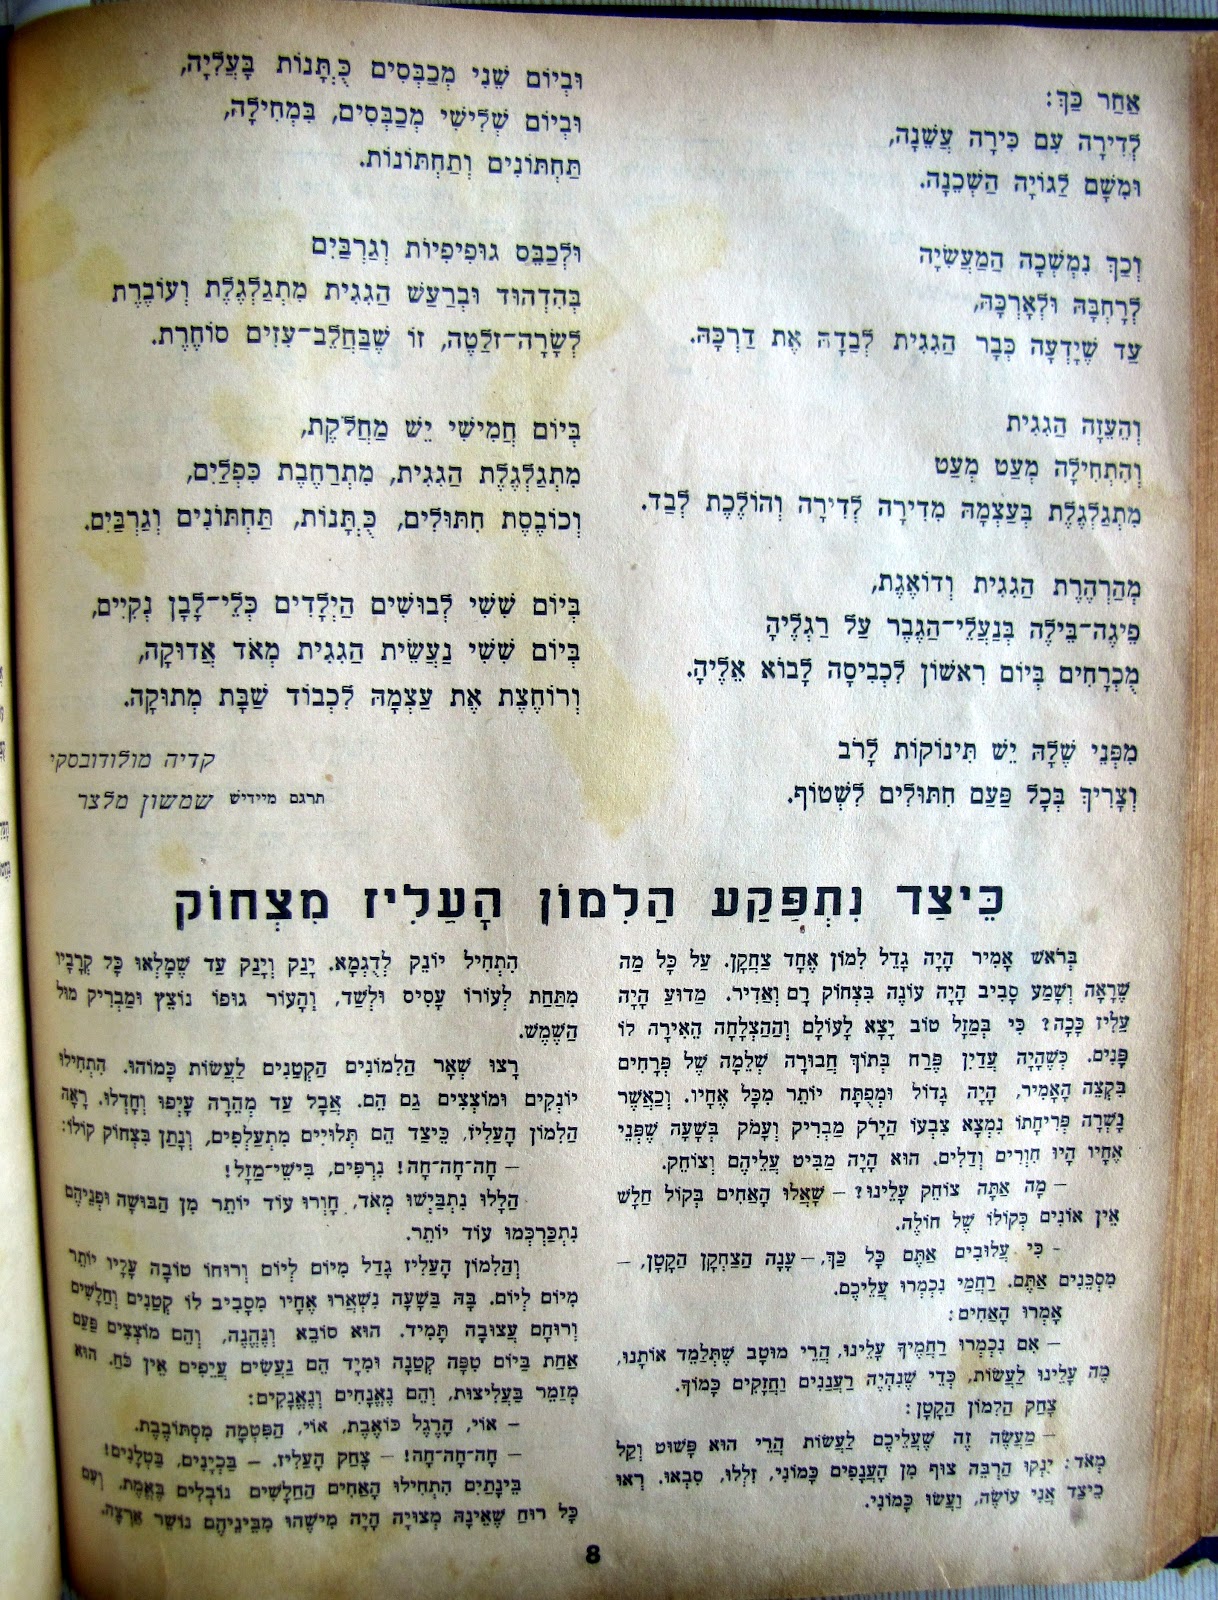 אַחַר כַּךְ:
לְדִירָה עִם כִּירָה עֲשֵׁנָה,
וּמִשָּׁם לַגּוֹיָה הַשְּׁכֵנָה.
וְכַךְ נִמְשְׁכָה הַמַּעֲשִׂיָּה
לְרָחְבָּהּ וּלְאָרְכָּהּ,
עַד שֶׁיָּדְעָה כְּבָר הַגִּגִּית לְבַדָּהּ אֶת דַּרְכָּהּ.
וְהֵעֵזָּה הַגִּגִּית
וְהִתְחִילָה מְעַט מְעַט
מִתְגַּלְגֶּלֶת בְּעַצְמָהּ מִדִּירָה לְדִירָה וְהוֹלֶכֶת לְבַד.
מְהַרְהֶרֶת הַגִּגִּית וְדוֹאֶגֶת,
פֵיגֶה־בֵּילֶה בְּנַעֲלֵי־הַגֶּבֶר עַל רַגְלֶיהָ
מֻכְרָחִים בְּיוֹם רִאשׁוֹן לִכְבִיסָה לָבוֹא אֵלֶיהָ.
מִפְּנֵי שֶׁלָּהּ יֵשׁ תִּינוֹקוֹת לָרֹב
וְצָרִיךְ בְּכָל פַּעַם חִתּוּלִים לִשְׁטוֹף.
וּבְיוֹם שֵׁנִי מְכַבְּסִים כֻּתֳּנוֹת בָּעֲלִיָּה,
וּבְיוֹם שְׁלִישִׁי מְכַבְּסִים, בִּמְחִילָה,
תַּחְתּוֹנִים וְתַחְתּוֹנוֹת.
וּלְכַבֵּס גּוּפִיפִיּוֹת וְגַרְבַּיִם
בְּהִדְהוּד וּבְרַעַשׁ הַגִּגִּית מִתְגַּלְגֶּלֶת וְעוֹבֶרֶת
לְשָׂרָה־זְלַטֶה, זוֹ שֶׁבַּחֲלֵב־עִזִּים סוֹחֶרֶת.
בְּיוֹם חֲמִישִׁי יֵשׁ מַחֲלֹקֶת,
מִתְגַּלְגֶּלֶת הַגִּגִּית, מִתְרַחֶבֶת כִּפְלַיִם,
וְכוֹבֶסֶת חִתּוּלִים, כֻּתֳּנוֹת, תַּחְתּוֹנִים וְגַרְבַּיִם.
בְּיוֹם שִׁשִּׁי לְבוּשִׁים הַיְלָדִים כְּלֵי־לָבָן נְקִיִּים,
בְּיוֹם שִׁשִּׁי נַעֲשֵׂית הַגִּגִּית מְאֹד אֲדוּקָה,
וְרוֹחֶצֶת אֶת עַצְמָהּ לִכְבוֹד שַׁבָּת מְתוּקָה.
קדיה מולודובסקי
תרגם מיידיש שמשון מלצר
כֵּיצַד נִתְפַּקַּע הַלִּמוֹן הָעַלִּיז מִצְּחוֹק
בְּרֹאשׁ אָמִיר הָיָה גָּדֵל לִמוֹן אֶחָד צַחֲקָן. עַל כָּל מַה
שֶּׁרָאָה וְשָׁמַע סָבִיב הָיָה עוֹנֶה בִּצְחוֹק רָם וְאַדִּיר. מַדּוּעַ הָיָה
עַלִּיז כָּכָה? כִּי בְּמַזָּל טוֹב יָצָא לָעוֹלָם וְהַהַצְלָחָה הֵאִירָה לוֹ
פָּנִים. כְּשֶׁהָיָה עֲדַיִן פֶּרַח בְּתוֹךְ חֲבוּרָה שְׁלֵמָה שֶׁל פְּרָחִים
בִּקְצֵה הָאָמִיר, הָיָה גָּדוֹל וּמְפֻתָּח יוֹתֵר מִכָּל אֶחָיו. וְכַאֲשֶׁר
נָשְׁרָה פְּרִיחָתוֹ נִמְצָא צִבְעוֹ הַיָּרֹק מַבְרִיק וְעָמֹק בְּשָׁעָה שֶׁפְּנֵי
אֶחָיו הָיוּ חִוְּרִים וְדַלִּים. הוּא הָיָה מַבִּיט עֲלֵיהֶם וְצוֹחֵק.
– מָה אַתָּה צוֹחֵק עָלֵינוּ? – שָׁאֲלוּ הָאַחִים בְּקוֹל חַלָּשׁ
אֵין אוֹנִים כְּקוֹלוֹ שֶׁל חוֹלֶה.
- כִּי עֲלוּבִים אַתֶּם כָּל כַּךְ, – עָנָה הַצַּחֲקָן הַקָּטָן, –
מִסְכֵּנִים אַתֶּם. רַחֲמַי נִכְמְרוּ עֲלֵיכֶם.
אָמְרוּ הָאַחִים:
– אִם נִכְמְרוּ רַחֲמֶיךָ עָלֵינוּ, הֲרֵי מוּטָב שֶׁתְּלַמֵּד אוֹתָנוּ,
מַה עָלֵינוּ לַעֲשׂוֹת, כְּדֵי שֶׁנִּהְיֶה רַעֲנַנִּים וַחֲזָקִים כָּמוֹךָ.
צָחַק הַלִּמוֹן הַקָּטָן:
– מַעֲשֶׂה זֶה שֶׁעֲלֵיכֶם לַעֲשׂוֹת הֲרֵי הוּא פָּשׁוּט וְקַל
מְאֹד: יִנְקוּ הַרְבֵּה צוּף מִן הָעֲנָפִים כָּמוֹנִי, זִלְלוּ, סִבְאוּ. רְאוּ
כֵּיצַד אֲנִי עוֹשֶׂה, וַעֲשׂוּ כָּמוֹנִי.
הִתְחִיל יוֹנֵק לְדֻגְמָא. יָנַק וְיָנַק עַד שֶׁמָּלְאוּ כָּל קְרָבָיו
מִתַּחַת לְעוֹרוֹ עָסִיס וּלְשַׁד, וְהָעוֹר גּוּפוֹ נוֹצֵץ וּמַבְרִיק מוּל
הַשֶּׁמֶשׁ.
רָצוּ שְׁאָר הַלִּמוֹנִים הַקְּטַנִּים לַעֲשׂוֹת כָּמוֹהוּ. הִתְחִילוּ
יוֹנְקִים וּמוֹצְצִים גַּם הֵם. אֲבָל עַד מְהֵרָה עָיְפוּ וְחָדְלוּ. רָאָה
הַלִּמוֹן הָעַלִּיז, כֵּיצַד הֵם תְּלוּיִים מִתְעַלְּפִים, וְנָתַן בִּצְחוֹק קוֹלוֹ:
– חָה־חָה־חָה! נִרְפִּים, בִּישֵׁי־מַזָּל!
הַלָּלוּ נִתְבַּיְּשׁוּ מְאֹד, חָוְרוּ עוֹד יוֹתֵר מִן הַבּוּשָׁה וּפְנֵיהֶם
נִתְכַּרְכְּמוּ עוֹד יוֹתֵר.
וְהַלִּמוֹן הָעַלִּיז גָּדַל מִיּוֹם לְיוֹם וְרוּחוֹ טוֹבָה עָלָיו יוֹתֵר
מִיּוֹם לְיוֹם. בָּהּ בַּשָּׁעָה נִשְׁאֲרוּ אֶחָיו מִסָּבִיב לוֹ קְטַנִּים וַחֲלָשִׁים
וְרוּחָם עֲצוּבָה תָּמִיד. הוּא סוֹבֵא וְנֶהֱנֶה, וְהֵם מוֹצְצִים פַּעַם
אַחַת בְּיוֹם טִפָּה קְטַנָּה וּמִיָּד הֵם נַעֲשִׂים עֲיֵפִים אֵין כֹּחַ. הוּא
מְזַמֵּר בַּעֲלִיצוּת, וְהֵם נֶאֱנָחִים וְנֶאֱנָקִים:
– אוֹי, הָרֶגֶל כּוֹאֶבֶת, אוֹי, הַפִּטְמָה מִסְתּוֹבֶבֶת.
– חָה־חָה־חָה! – צָחַק הָעַלִּיז. – בַּכְיָנִים, בַּטְלָנִים!
בֵּינָתַיִם הִתְחִילוּ הָאַחִים הַחַלָּשִׁים נוֹבְלִים בֶּאֱמֶת. וְעִם
כָּל רוּחַ שֶׁאֵינָהּ מְצוּיָה הָיָה מִישֶׁהוּ מִבֵּינֵיהֶם נוֹשֵׁר אַרְצָה.
8